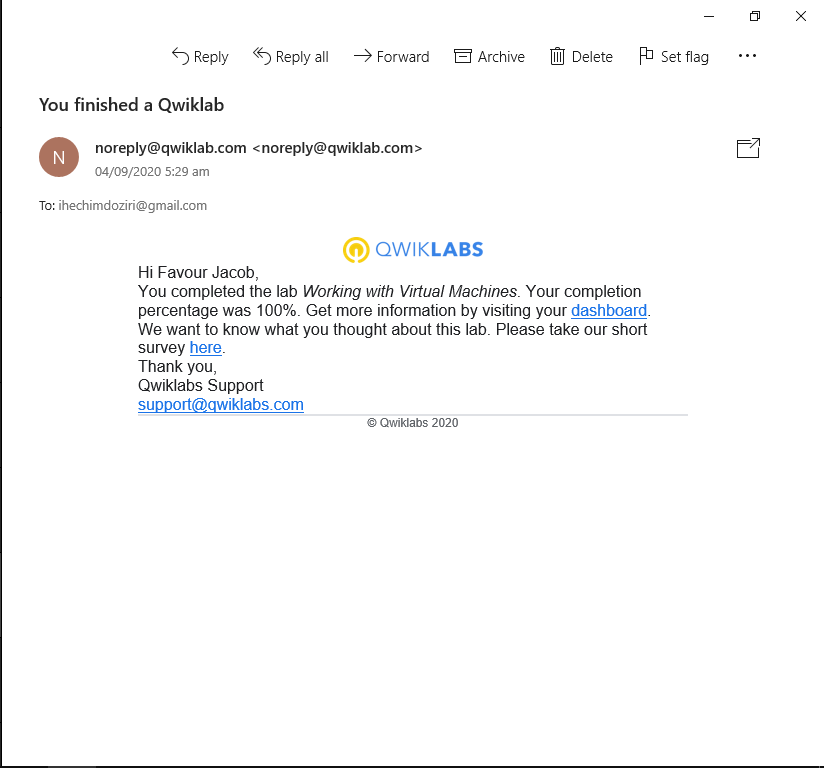 Reply
Reply all
Forward
Archive
Delete
Set flag
You finished a Qwiklab
N
noreply@qwiklab.com <noreply@qwiklab.com>
04/09/2020 5:29 am
To: ihechimdoziri@gmail.com
QWIKLABS
Hi Favour Jacob,
You completed the lab Working with Virtual Machines. Your completion
percentage was 100%. Get more information by visiting your dashboard.
We want to know what you thought about this lab. Please take our short
survey here.
Thank you,
Qwiklabs Support
support@qwiklabs.com
© Qwiklabs 2020